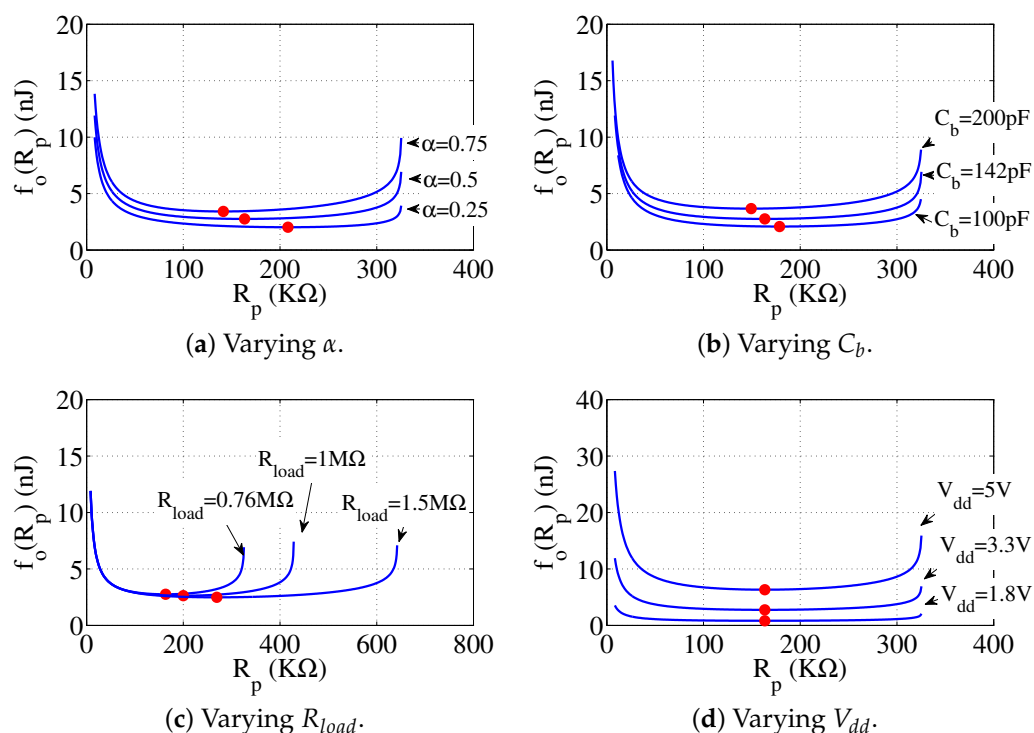 20
15
10
5
0
f_o(R_p) (nJ)
α=0.75
α=0.5
α=0.25
0 100 200 300 400
R_p (KΩ)
(a) Varying α.
20
15
10
5
0
f_o(R_p) (nJ)
C_b=200pF
C_b=142pF
C_b=100pF
0 100 200 300 400
R_p (KΩ)
(b) Varying C_b.
20
15
10
5
0
f_o(R_p) (nJ)
R_load=1MΩ
R_load=0.76MΩ
R_load=1.5MΩ
0 200 400 600 800
R_p (KΩ)
(c) Varying R_load.
40
30
20
10
0
f_o(R_p) (nJ)
V_dd=5V
V_dd=3.3V
V_dd=1.8V
0 100 200 300 400
R_p (KΩ)
(d) Varying V_dd.